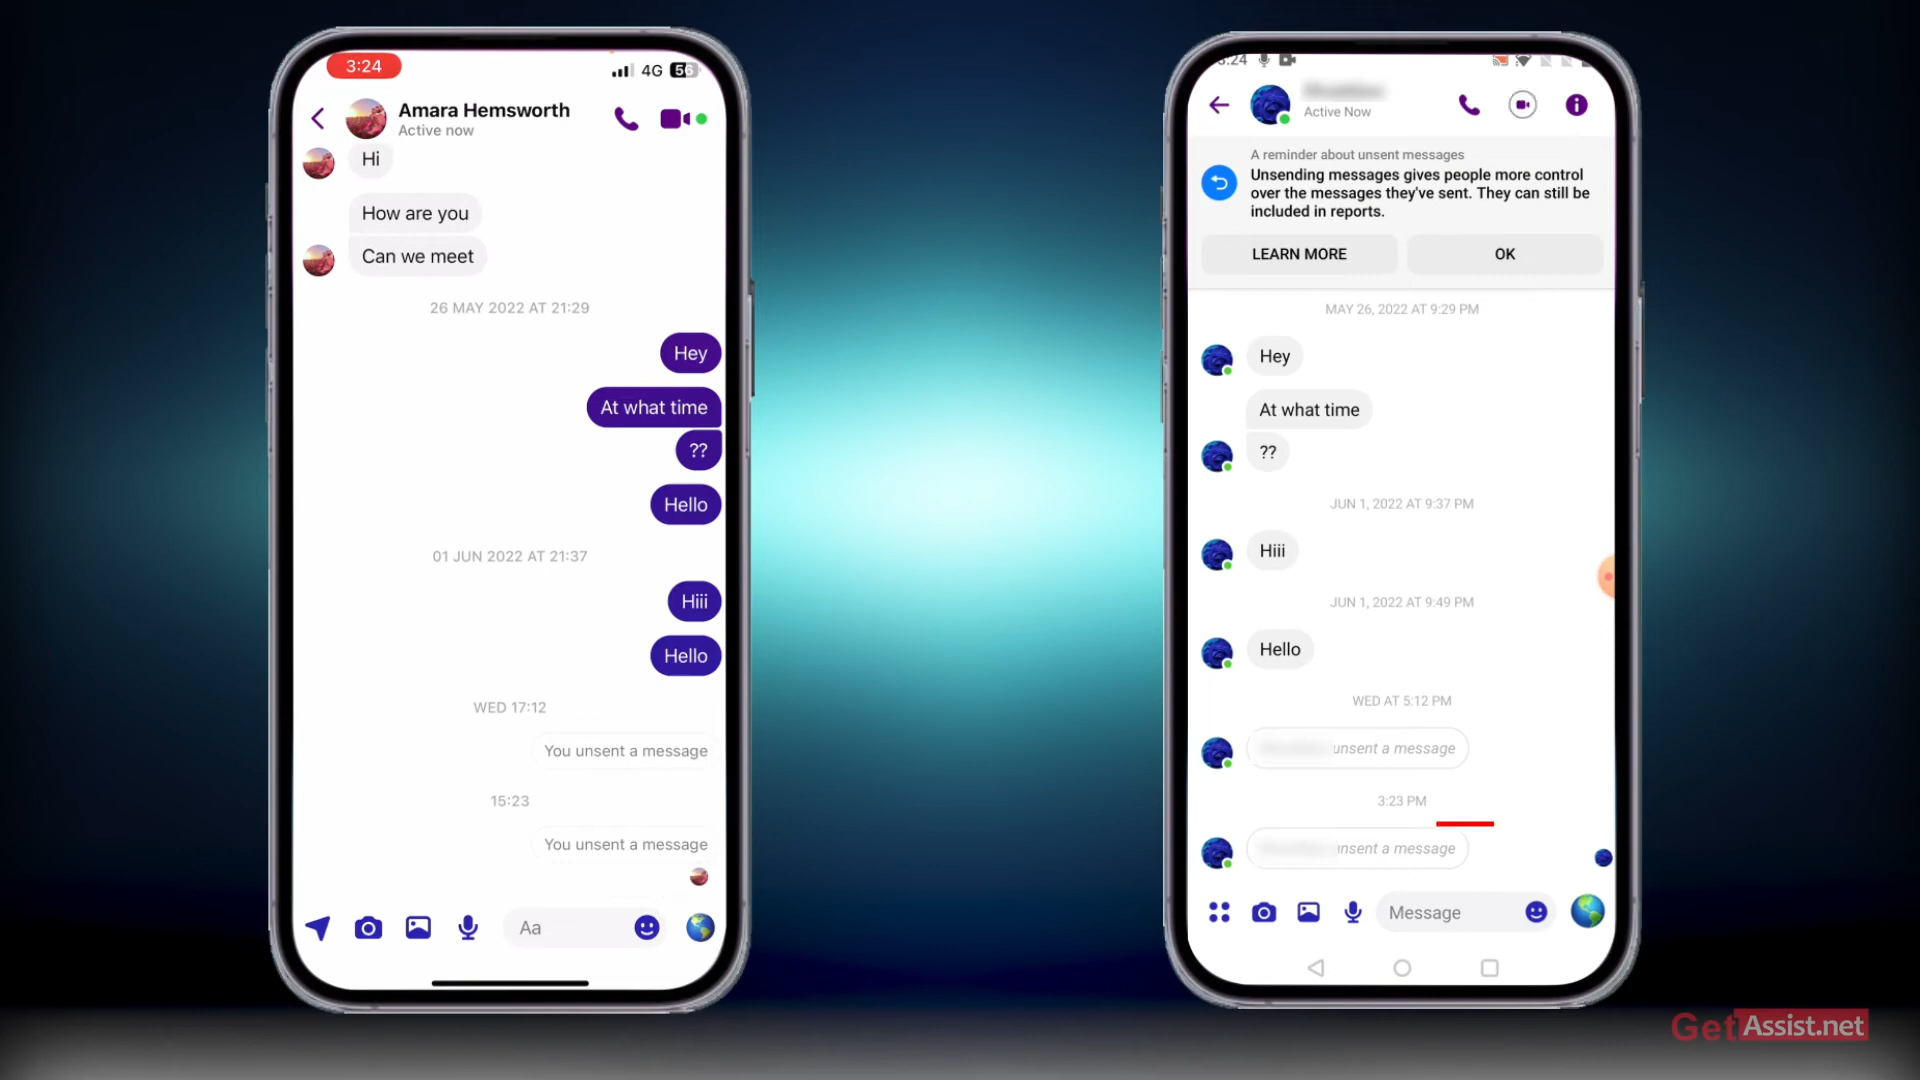 3:24
4G 56
Amara Hemsworth
Active now
Hi
How are you
Can we meet
26 MAY 2022 AT 21:29
Hey
At what time
??
Hello
01 JUN 2022 AT 21:37
Hiii
Hello
WED 17:12
You unsent a message
15:23
You unsent a message
Aa
3:24
Active Now
A reminder about unsent messages
Unsending messages gives people more control
over the messages they've sent. They can still be
included in reports.
LEARN MORE
OK
MAY 26, 2022 AT 9:29 PM
Hey
At what time
??
JUN 1, 2022 AT 9:37 PM
Hiii
JUN 1, 2022 AT 9:49 PM
Hello
WED AT 5:12 PM
unsent a message
3:23 PM
unsent a message
Message
GetAssist.net